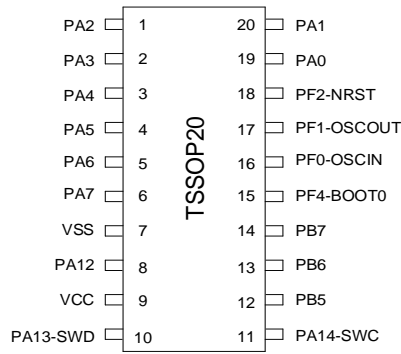 PA2 1 20 PA1
PA3 2 19 PA0
PA4 3 18 PF2-NRST
PA5 4 17 PF1-OSCOUT
PA6 5 16 PF0-OSCIN
PA7 6 15 PF4-BOOT0
VSS 7 14 PB7
PA12 8 13 PB6
VCC 9 12 PB5
PA13-SWD 10 11 PA14-SWC
TSSOP20